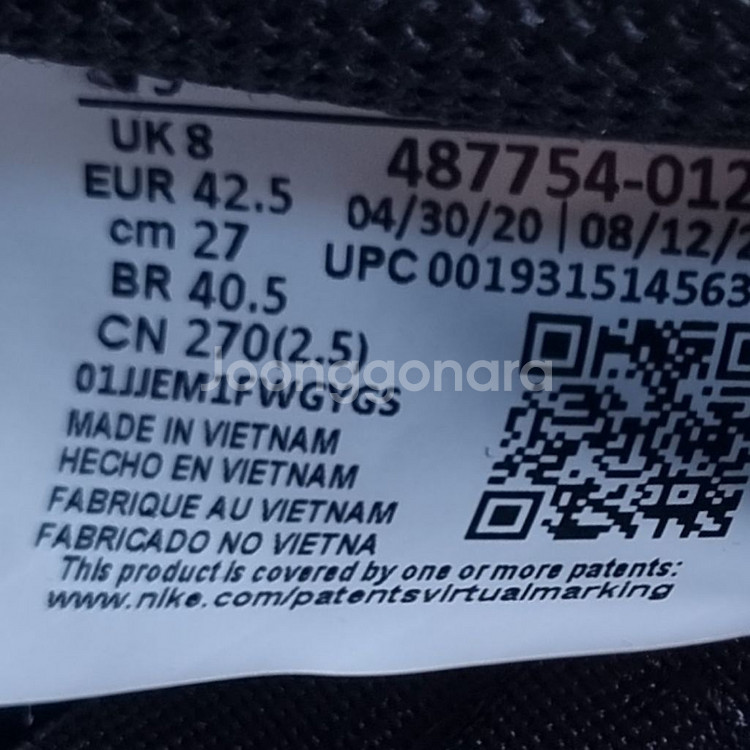 UK 8
EUR 42.5
cm 27
BR 40.5
CN 270(2.5)
487754-012
04/30/20 | 08/12/2
UPC 001931514563
Joonggonara
MADE IN VIETNAM
HECHO EN VIETNAM
FABRIQUE AU VIETNAM
FABRICADO NO VIETNA
This product is covered by one or more patents:
www.nike.com/patentsvirtualmarking